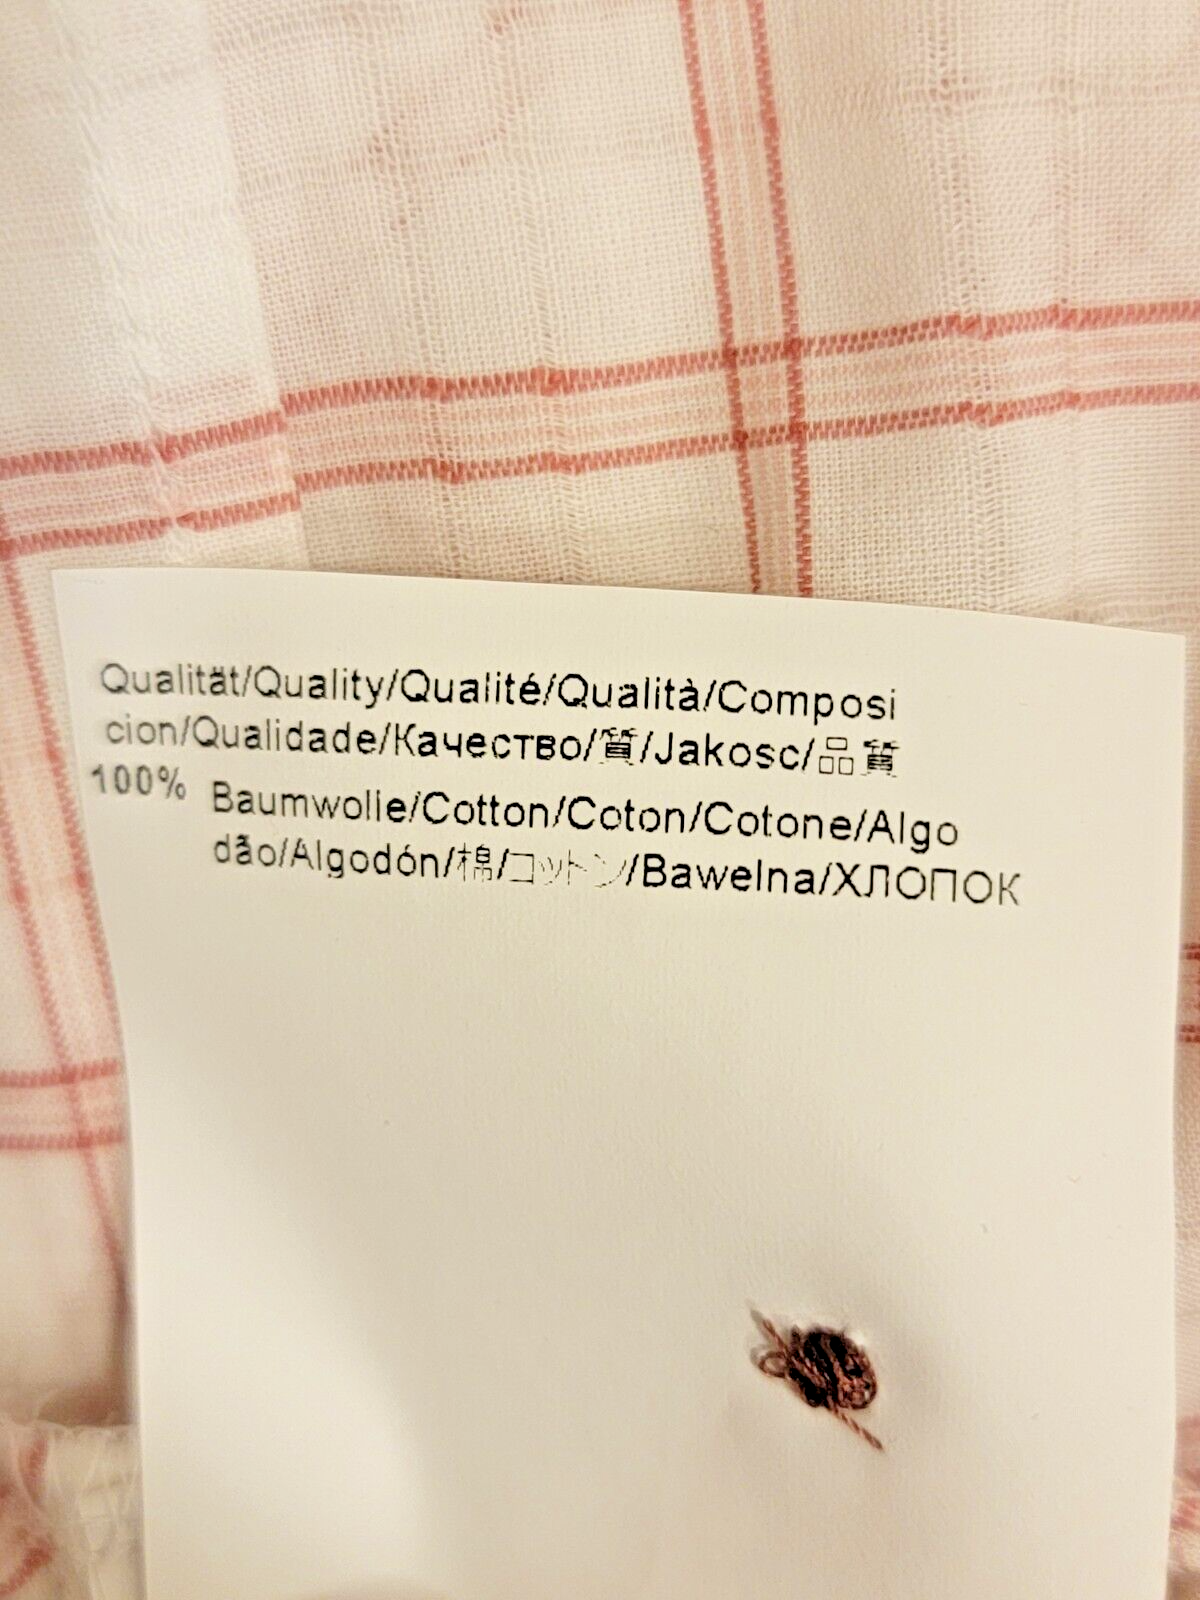 Qualität/Quality/Qualité/Qualità/Composi
cion/Qualidade/Качество/質/Jakosc/品質
100% Baumwolle/Cotton/Coton/Cotone/Algo
dão/Algodón/棉/コットン/Bawelna/ХЛОПОК